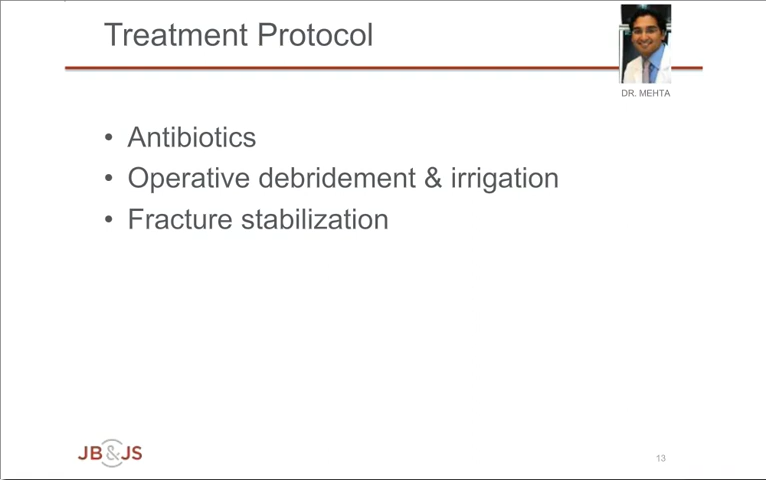 Treatment Protocol
DR. MEHTA
• Antibiotics
• Operative debridement & irrigation
• Fracture stabilization
JB&JS
13